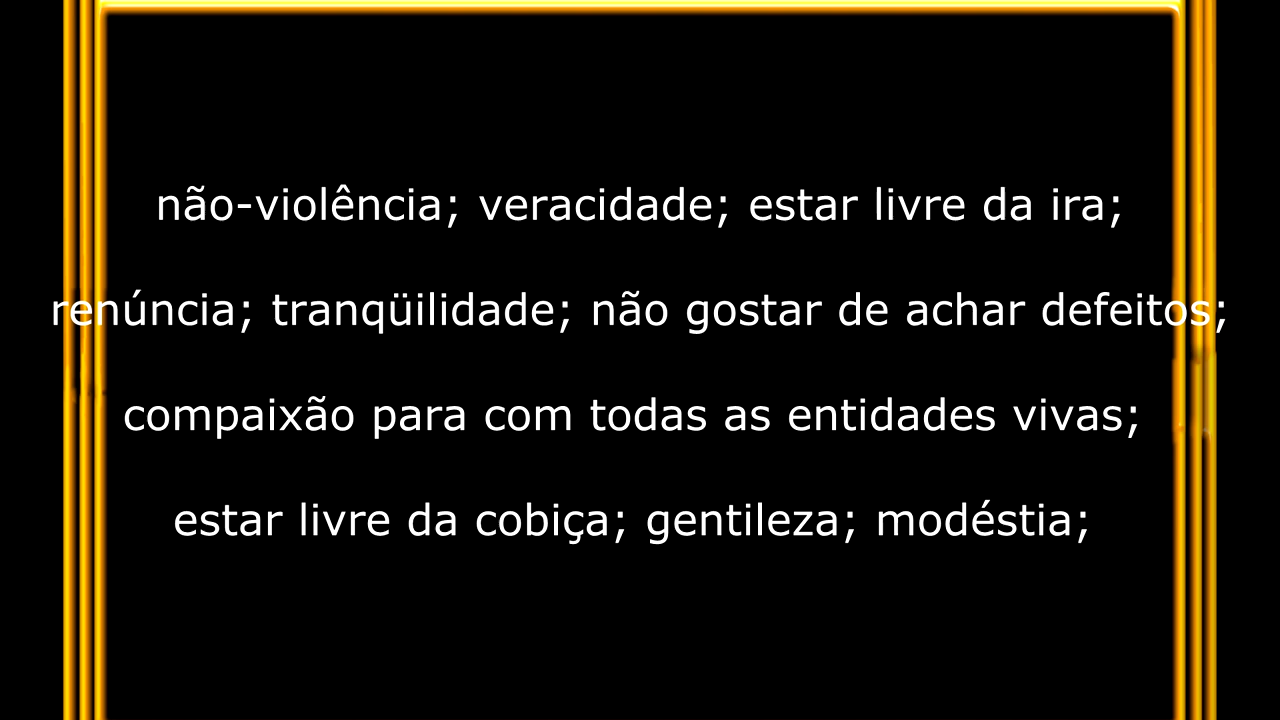 não-violência; veracidade; estar livre da ira;
renúncia; tranqüilidade; não gostar de achar defeitos;
compaixão para com todas as entidades vivas;
estar livre da cobiça; gentileza; modéstia;